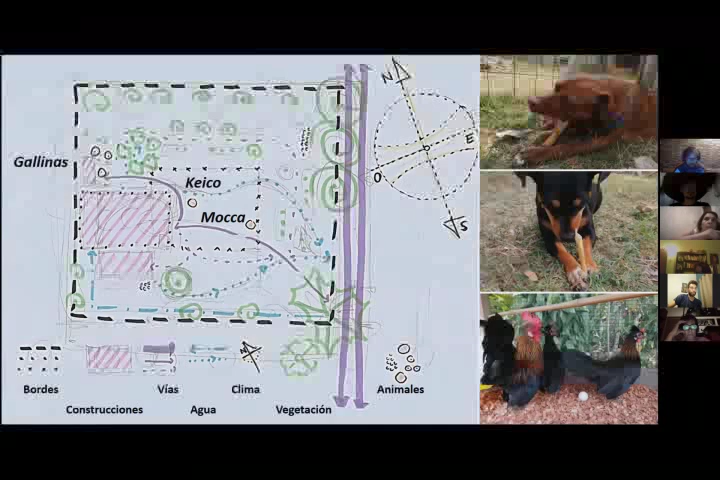 N
E
O
S
Gallinas
Keico
Mocca
N
Bordes
Vías
Clima
Animales
Construcciones
Agua
Vegetación